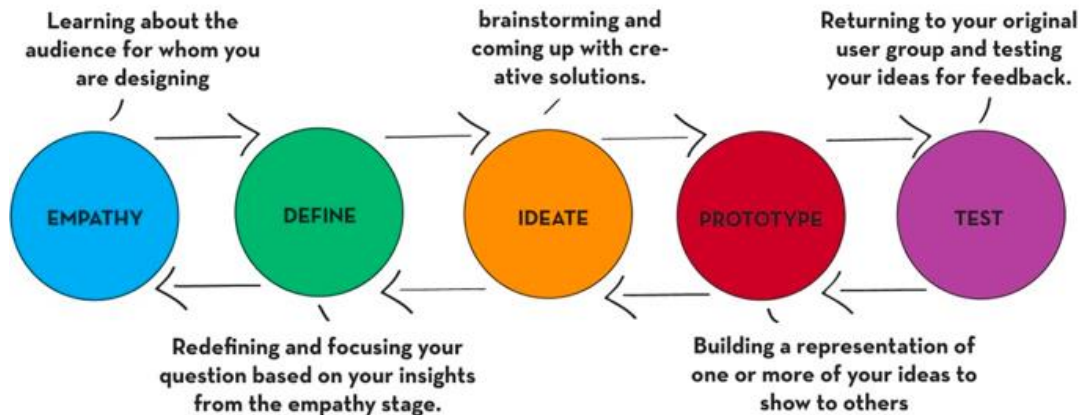 Learning about the
audience for whom you
are designing
brainstorming and
coming up with cre-
ative solutions.
Returning to your original
user group and testing
your ideas for feedback.
EMPATHY
DEFINE
IDEATE
PROTOTYPE
TEST
Redefining and focusing your
question based on your insights
from the empathy stage.
Building a representation of
one or more of your ideas to
show to others